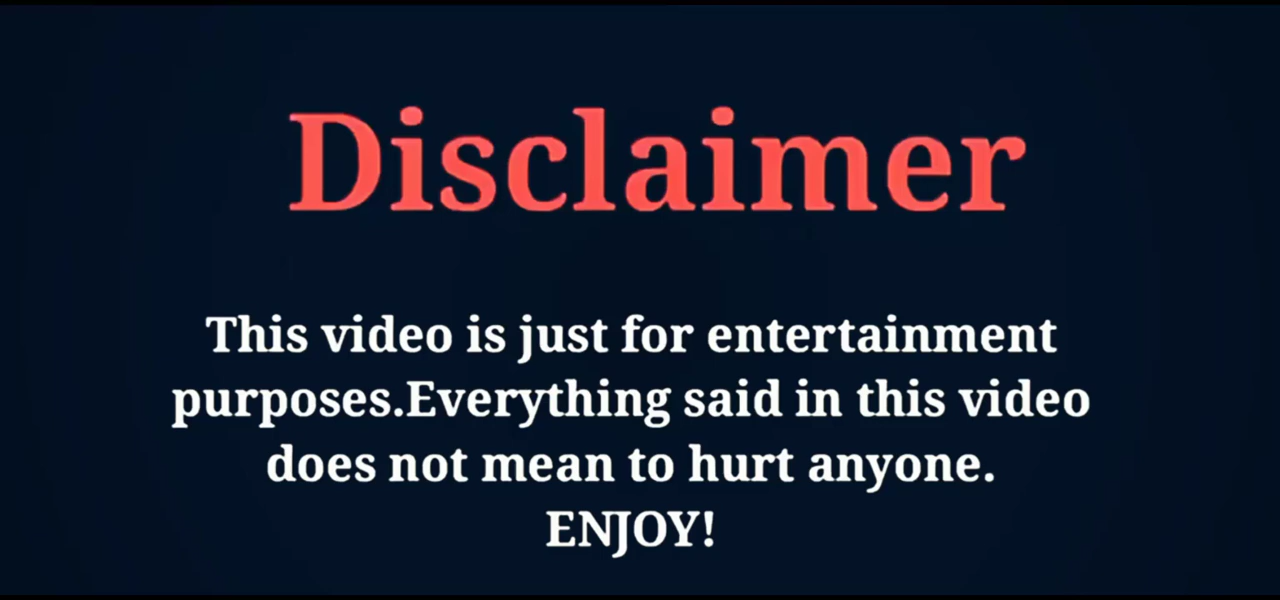 Disclaimer
This video is just for entertainment
purposes.Everything said in this video
does not mean to hurt anyone.
ENJOY!